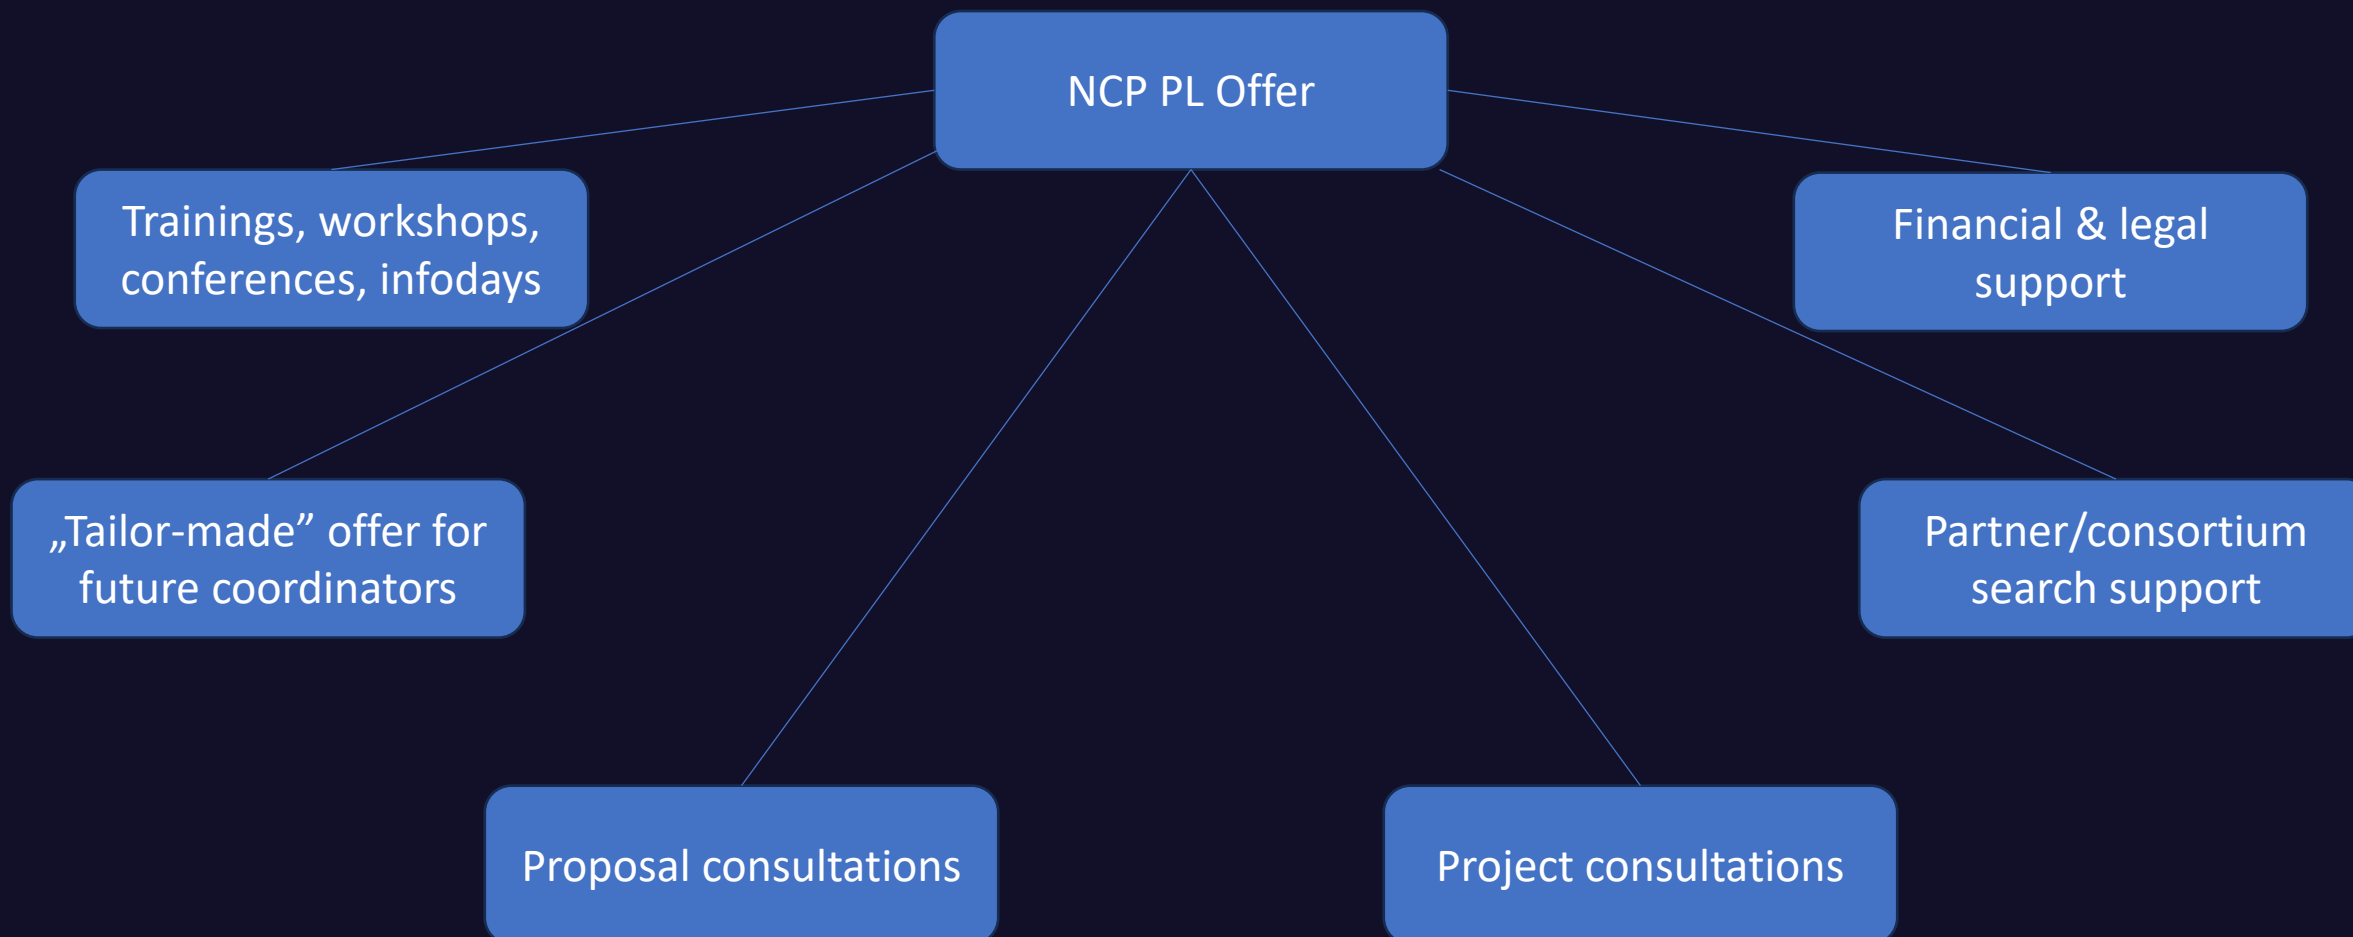 NCP PL Offer
Trainings, workshops,
conferences, infodays
Financial & legal
support
„Tailor-made” offer for
future coordinators
Partner/consortium
search support
Proposal consultations
Project consultations